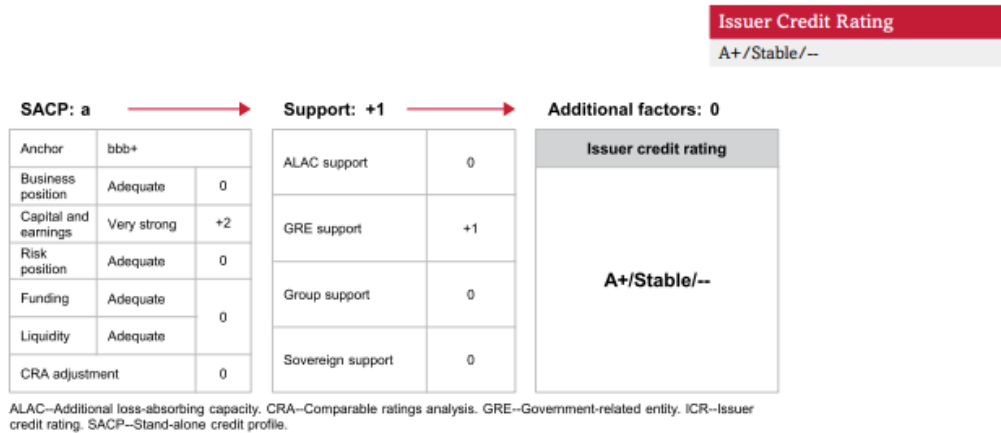 Issuer Credit Rating
A+/Stable/--
SACP: a
Support: +1
Additional factors: 0
Anchor bbb+
Business position Adequate 0
Capital and earnings Very strong +2
Risk position Adequate 0
Funding Adequate 0
Liquidity Adequate
CRA adjustment 0
ALAC support 0
GRE support +1
Group support 0
Sovereign support 0
Issuer credit rating
A+/Stable/--
ALAC--Additional loss-absorbing capacity. CRA--Comparable ratings analysis. GRE--Government-related entity. ICR--Issuer
credit rating. SACP--Stand-alone credit profile.